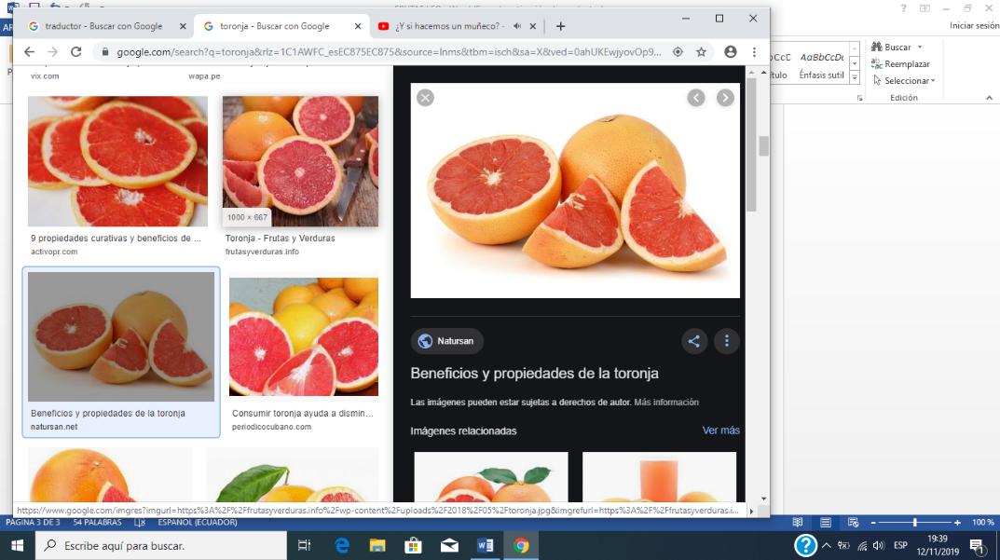 traductor - Buscar con Google
toronja - Buscar con Google
¿Y si hacemos un muñeco? -
Iniciar sesión
google.com/search?q=toronja&rlz=1C1AWFC_esEC875EC875&source=lnms&tbm=isch&sa=X&ved=0ahUKEwjyovOp9...
vix.com
wapa.pe
AaBbCcDc
Énfasis sutil
Buscar
Reemplazar
Seleccionar
Edición
1000 × 667
9 propiedades curativas y beneficios de ...
activopr.com
Toronja - Frutas y Verduras
frutasyverduras.info
Beneficios y propiedades de la toronja
natursan.net
Consumir toronja ayuda a dismin...
periodicocubano.com
Natursan
Beneficios y propiedades de la toronja
Las imágenes pueden estar sujetas a derechos de autor. Más información
Imágenes relacionadas
Ver más
https://www.google.com/imgres?imgurl=https%3A%2F%2Ffrutasyverduras.info%2Fwp-content%2Fuploads%2F2018%2F05%2Ftoronja.jpg&imgrefurl=https%3A%2F%2Ffrutasyverduras.i...
PÁGINA 3 DE 3 54 PALABRAS ESPAÑOL (ECUADOR)
100 %
Escribe aquí para buscar.
ESP
19:39
12/11/2019
1